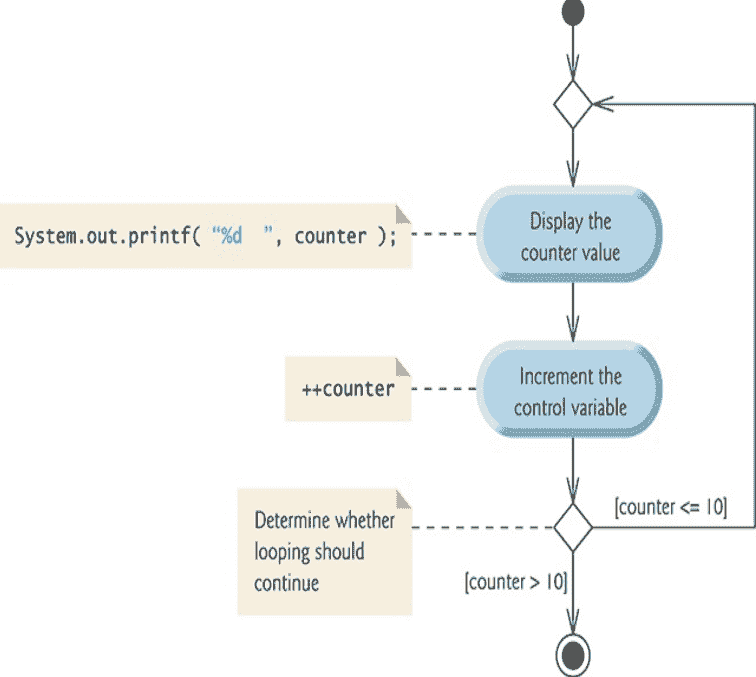 Display the
counter value
System.out.printf( “%d  ”, counter );
Increment the
control variable
++counter
Determine whether
looping should
continue
[counter <= 10]
[counter > 10]